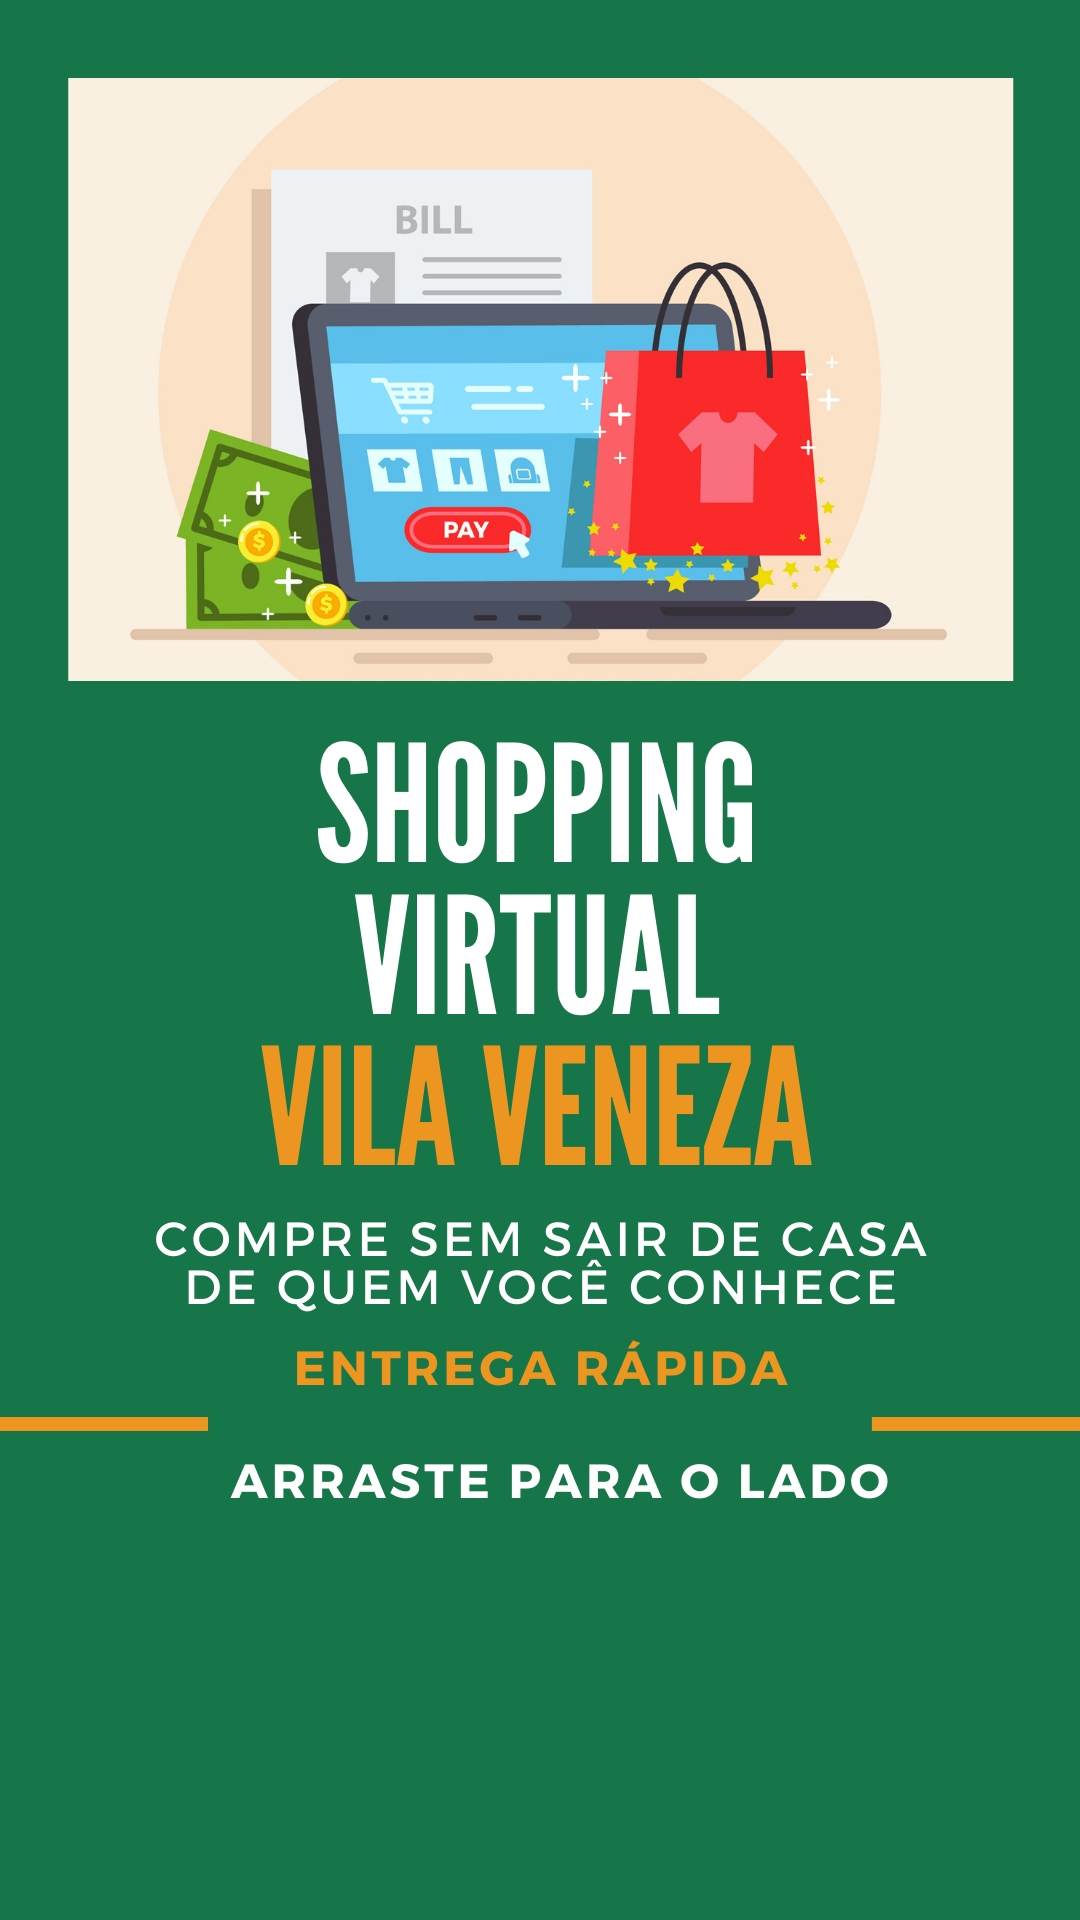 BILL
PAY
SHOPPING
VIRTUAL
VILA VENEZA
COMPRE SEM SAIR DE CASA
DE QUEM VOCÊ CONHECE
ENTREGA RÁPIDA
ARRASTE PARA O LADO